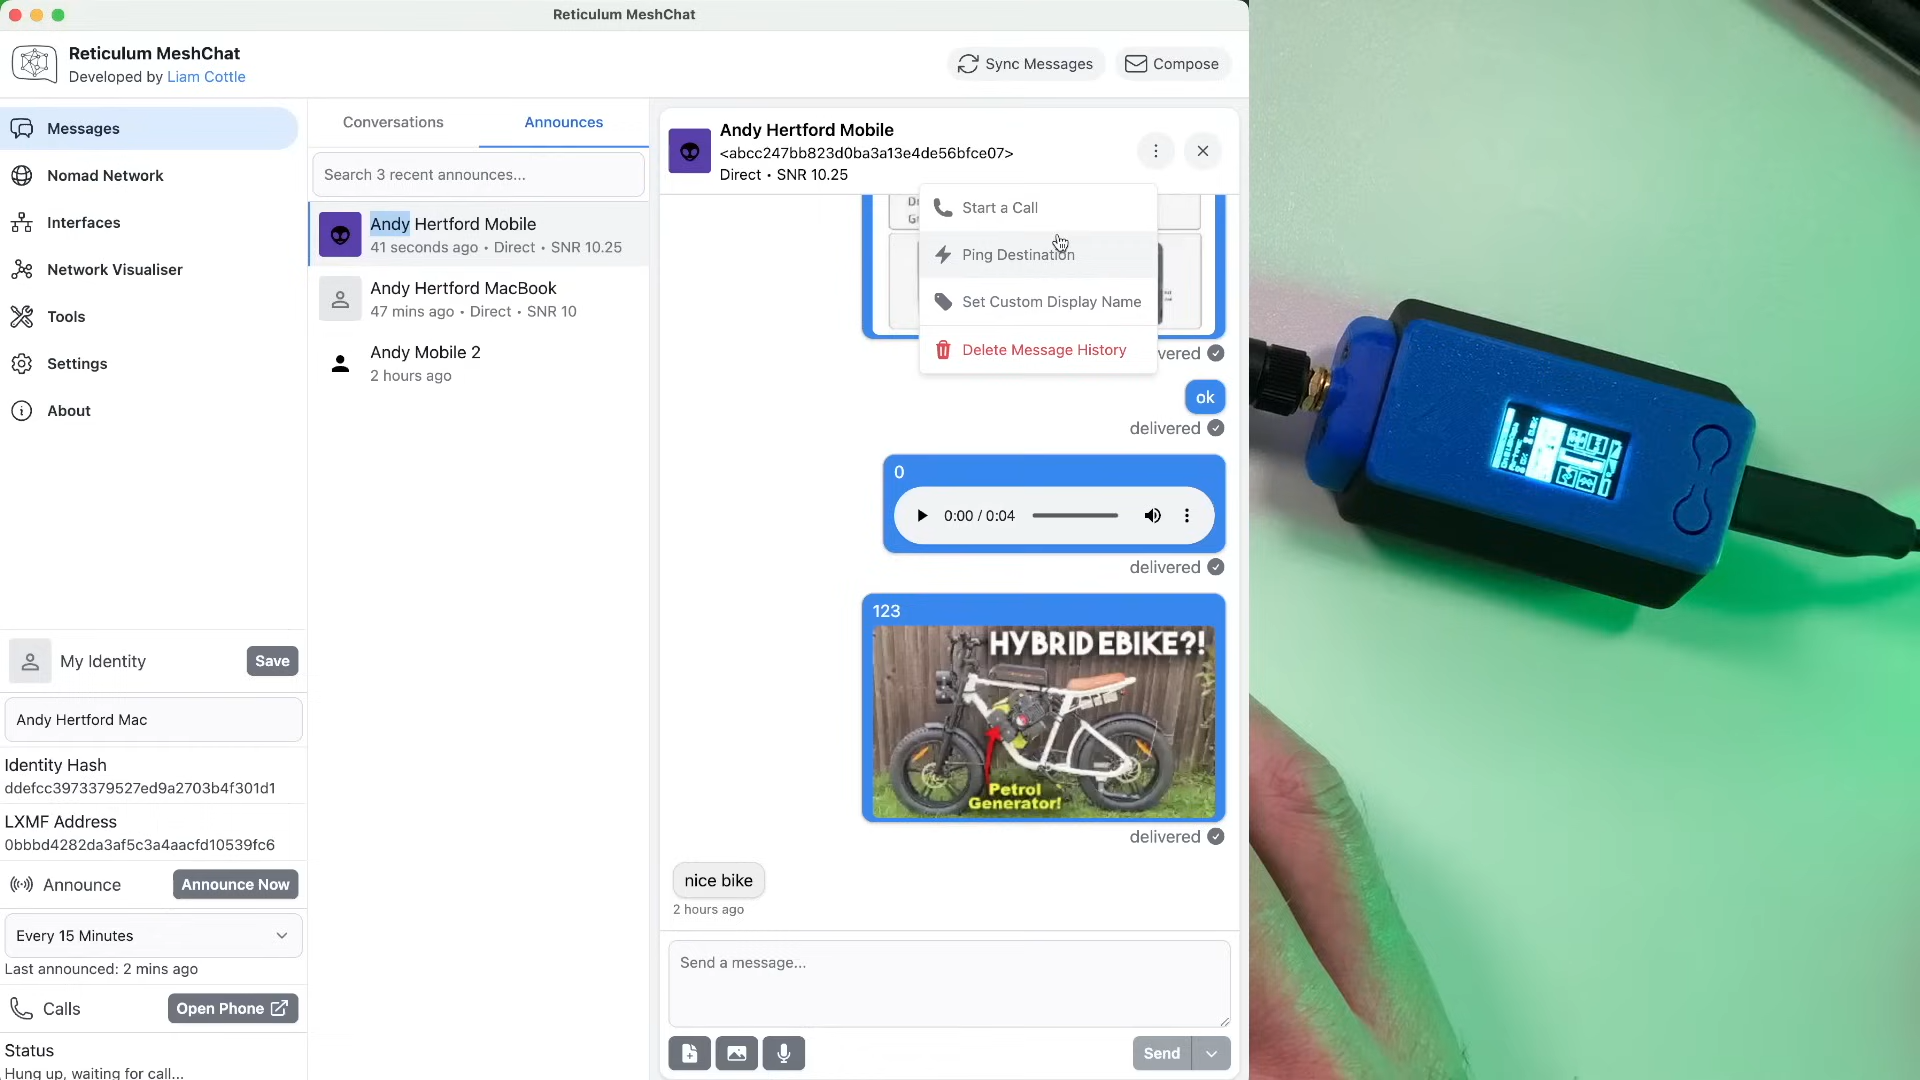 Reticulum MeshChat
Reticulum MeshChat
Developed by Liam Cottle
Sync Messages
Compose
Messages
Nomad Network
Interfaces
Network Visualiser
Tools
Settings
About
My Identity
Save
Andy Hertford Mac
Identity Hash
ddefcc3973379527ed9a2703b4f301d1
LXMF Address
0bbbd4282da3af5c3a4aacfd10539fc6
Announce
Announce Now
Every 15 Minutes
Last announced: 2 mins ago
Calls
Open Phone
Status
Hung up, waiting for call...
Conversations
Announces
Search 3 recent announces...
Andy Hertford Mobile
41 seconds ago • Direct • SNR 10.25
Andy Hertford MacBook
47 mins ago • Direct • SNR 10
Andy Mobile 2
2 hours ago
Andy Hertford Mobile
<abcc247bb823d0ba3a13e4de56bfce07>
Direct • SNR 10.25
Start a Call
Ping Destination
Set Custom Display Name
Delete Message History
vered
ok
delivered
0
0:00 / 0:04
delivered
123
HYBRID EBIKE?!
Petrol
Generator!
delivered
nice bike
2 hours ago
Send a message...
Send